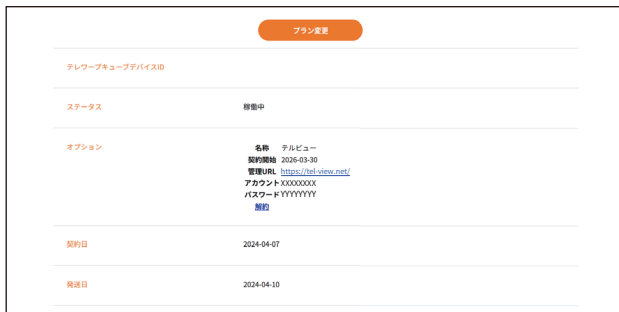 プラン変更
テレワープキューブデバイスID
ステータス 稼働中
オプション
名称 テルビュー
契約開始 2026-03-30
管理URL https://tel-view.net/
アカウント XXXXXXXX
パスワード YYYYYYYY
解約
契約日 2024-04-07
発送日 2024-04-10